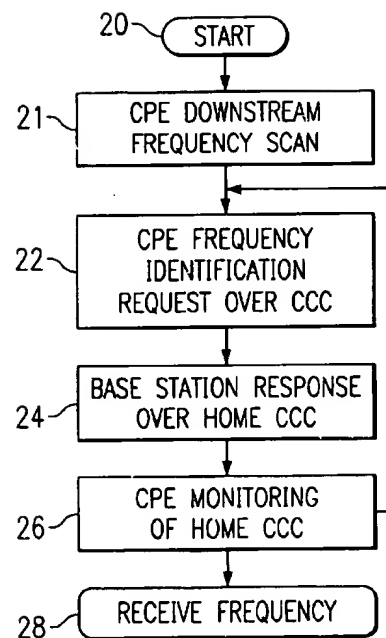 20
START
21
CPE DOWNSTREAM
FREQUENCY SCAN
22
CPE FREQUENCY
IDENTIFICATION
REQUEST OVER CCC
24
BASE STATION RESPONSE
OVER HOME CCC
26
CPE MONITORING
OF HOME CCC
28
RECEIVE FREQUENCY